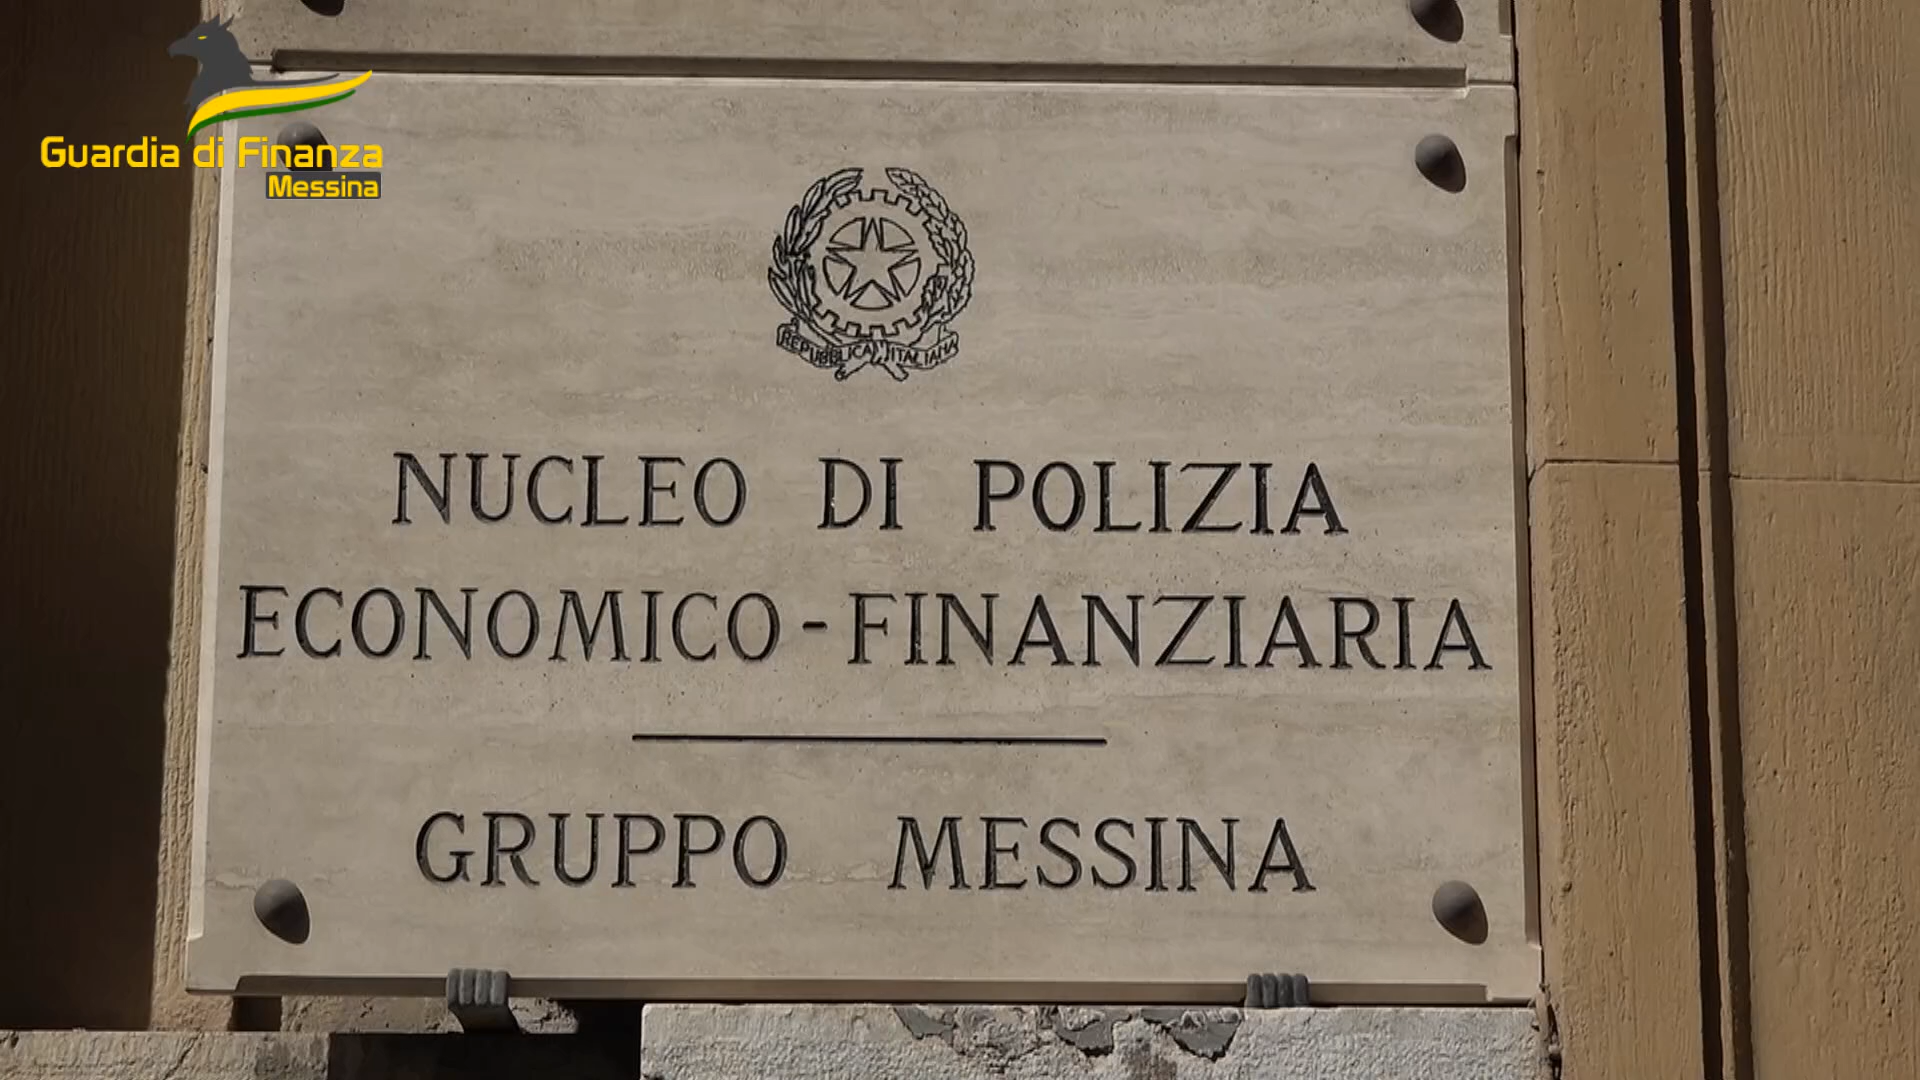 Guardia di Finanza
Messina
REPUBBLICA ITALIANA
NUCLEO DI POLIZIA
ECONOMICO-FINANZIARIA
GRUPPO MESSINA